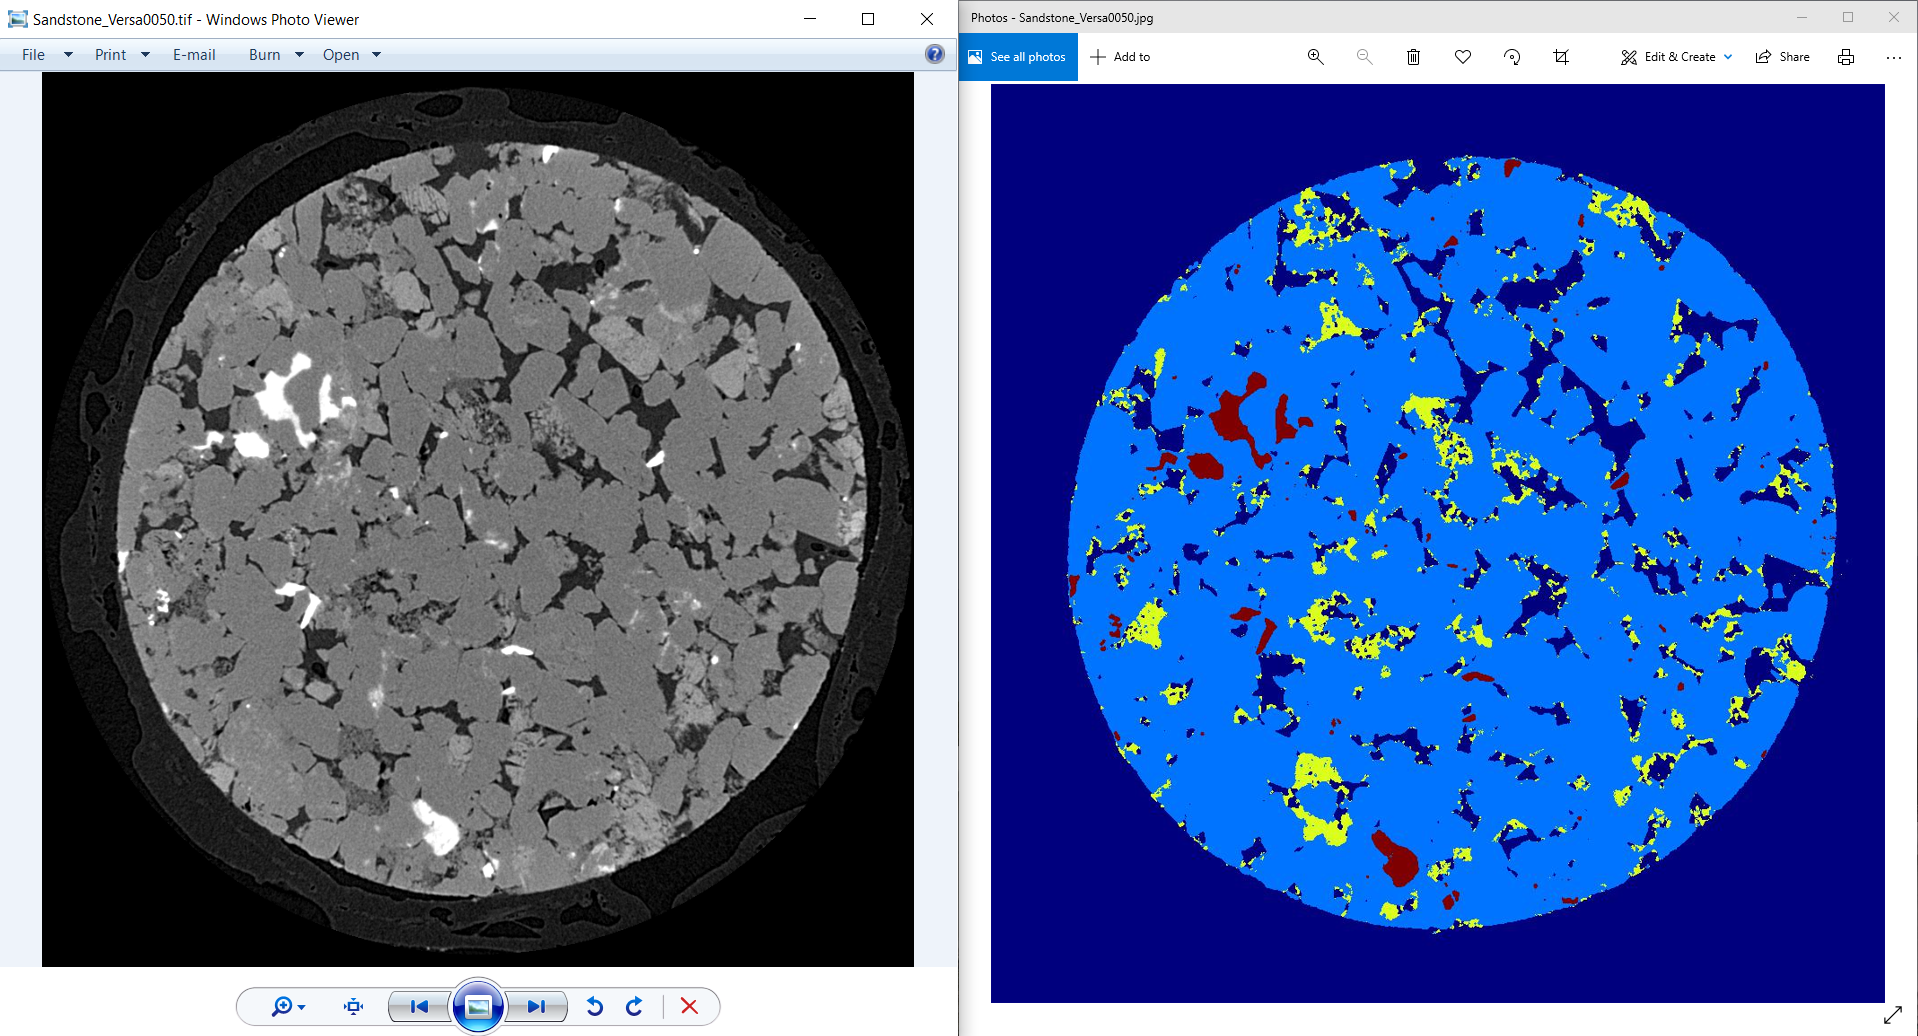 Sandstone_Versa0050.tif - Windows Photo Viewer
File Print E-mail Burn Open
?
Photos - Sandstone_Versa0050.jpg
See all photos Add to Edit & Create Share